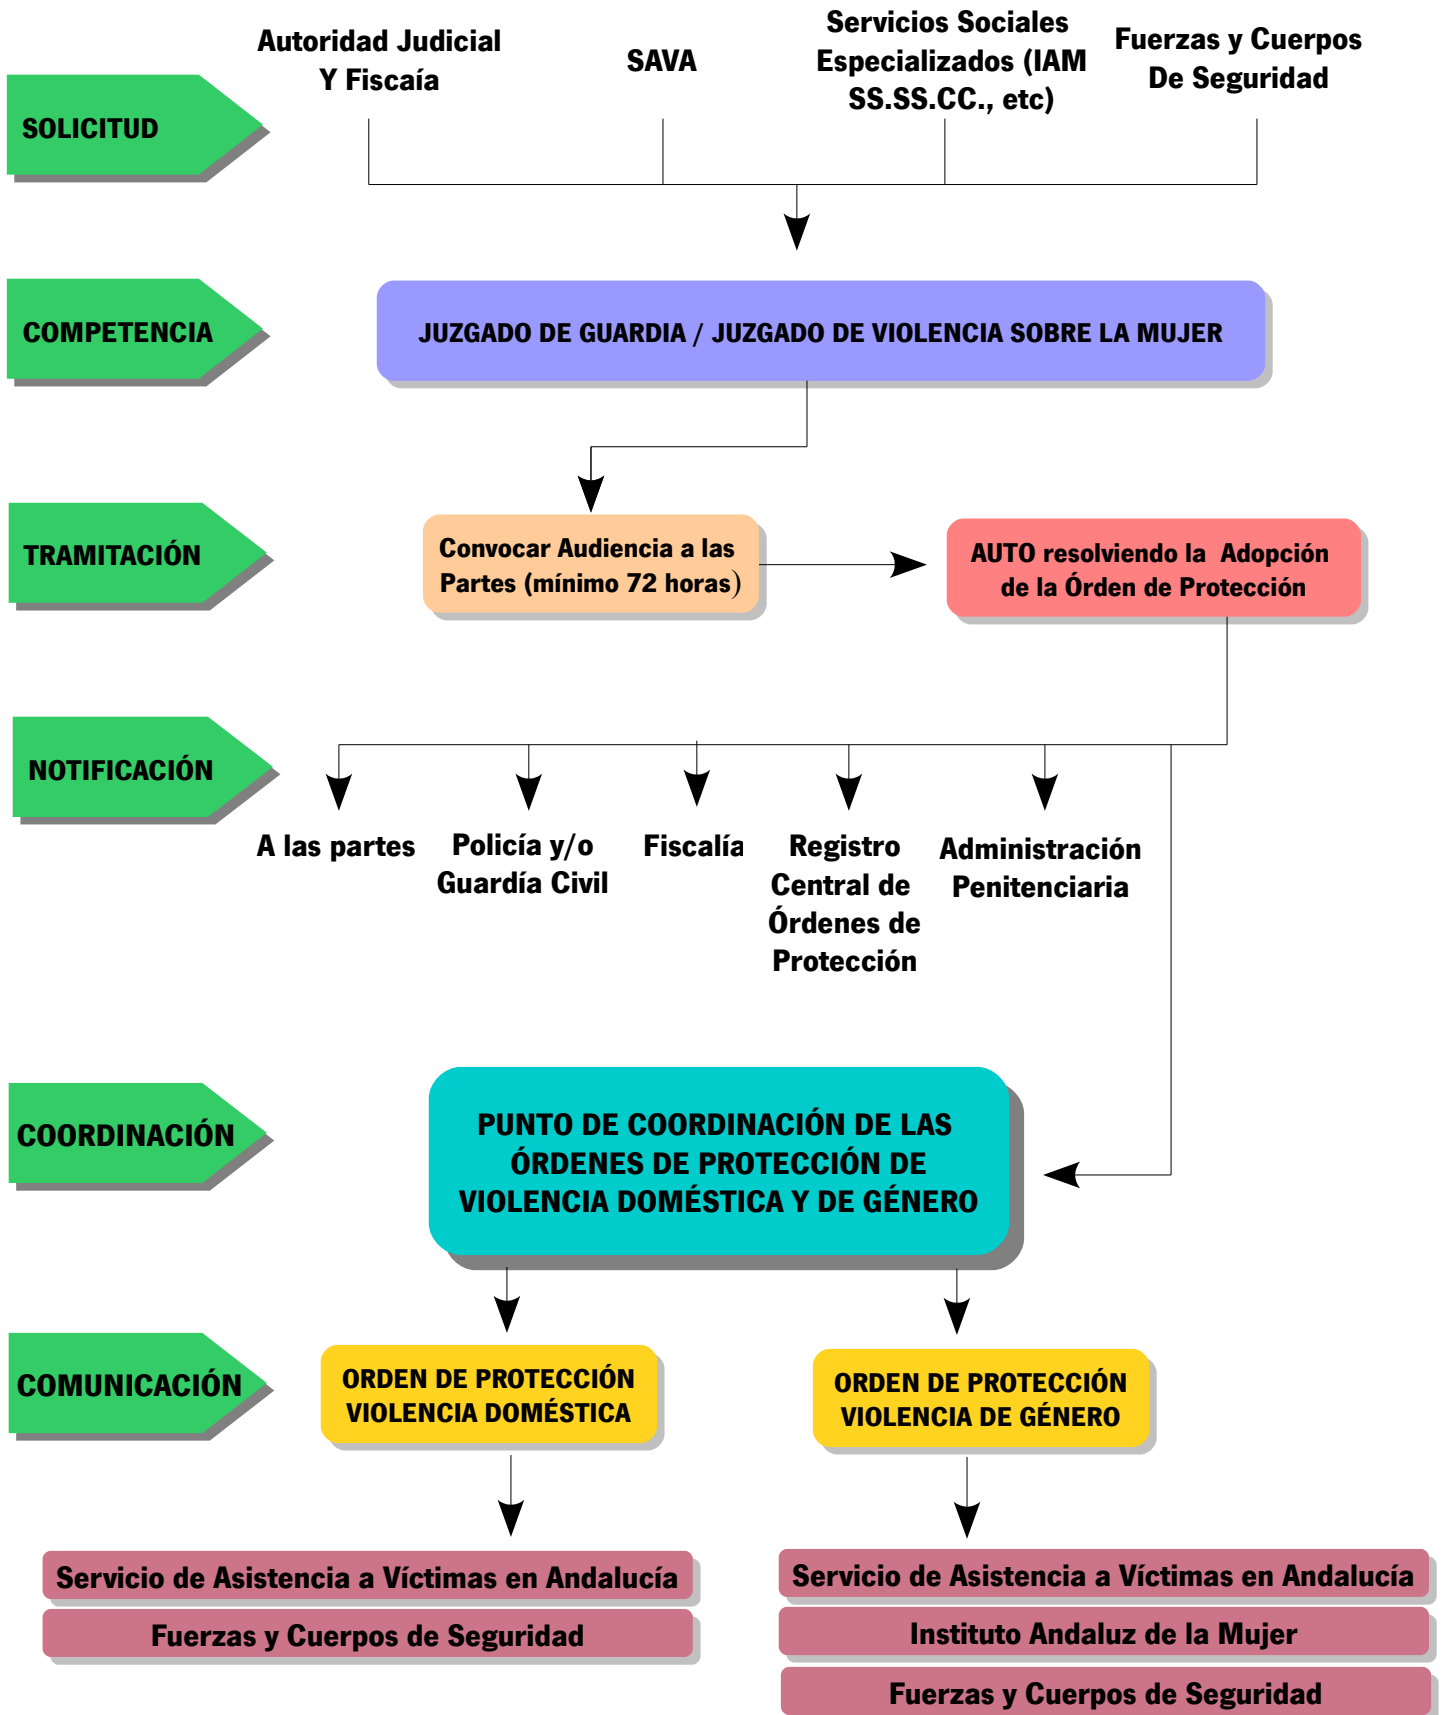 Autoridad Judicial
Y Fiscaía
SAVA
Servicios Sociales
Especializados (IAM
SS.SS.CC., etc)
Fuerzas y Cuerpos
De Seguridad
SOLICITUD
COMPETENCIA
JUZGADO DE GUARDIA / JUZGADO DE VIOLENCIA SOBRE LA MUJER
TRAMITACIÓN
Convocar Audiencia a las
Partes (mínimo 72 horas)
AUTO resolviendo la Adopción
de la Órden de Protección
NOTIFICACIÓN
A las partes
Policía y/o
Guardía Civil
Fiscalía
Registro
Central de
Órdenes de
Protección
Administración
Penitenciaria
COORDINACIÓN
PUNTO DE COORDINACIÓN DE LAS
ÓRDENES DE PROTECCIÓN DE
VIOLENCIA DOMÉSTICA Y DE GÉNERO
COMUNICACIÓN
ORDEN DE PROTECCIÓN
VIOLENCIA DOMÉSTICA
ORDEN DE PROTECCIÓN
VIOLENCIA DE GÉNERO
Servicio de Asistencia a Víctimas en Andalucía
Fuerzas y Cuerpos de Seguridad
Servicio de Asistencia a Víctimas en Andalucía
Instituto Andaluz de la Mujer
Fuerzas y Cuerpos de Seguridad